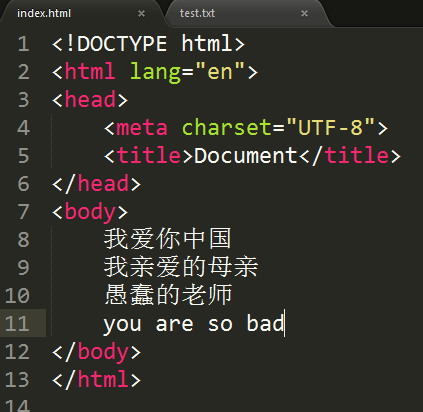 index.html × test.txt ×
1 <!DOCTYPE html>
2 <html lang="en">
3 <head>
4 <meta charset="UTF-8">
5 <title>Document</title>
6 </head>
7 <body>
8 我爱你中国
9 我亲爱的母亲
10 愚蠢的老师
11 you are so bad
12 </body>
13 </html>
14